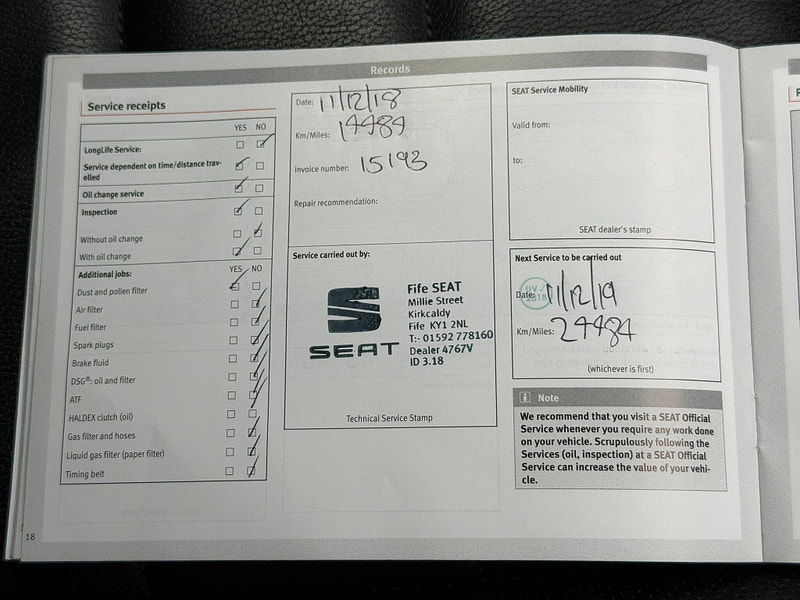 Records
Service receipts
YES NO
LongLife Service:
Service dependent on time/distance trav-
elled
Oil change service
Inspection
Without oil change
With oil change
Additional jobs: YES NO
Dust and pollen filter
Air filter
Fuel filter
Spark plugs
Brake fluid
DSG®: oil and filter
ATF
HALDEX clutch (oil)
Gas filter and hoses
Liquid gas filter (paper filter)
Timing belt
Date: 11/12/18
Km/Miles: 14484
Invoice number: 15193
Repair recommendation:
Service carried out by:
SEAT
Fife SEAT
Millie Street
Kirkcaldy
Fife KY1 2NL
T:- 01592 778160
Dealer 4767V
ID 3.18
Technical Service Stamp
SEAT Service Mobility
Valid from:
to:
SEAT dealer's stamp
Next Service to be carried out
Date: 11/12/19
Km/Miles: 24484
(whichever is first)
i Note
We recommend that you visit a SEAT Official
Service whenever you require any work done
on your vehicle. Scrupulously following the
Services (oil, inspection) at a SEAT Official
Service can increase the value of your vehi-
cle.
18